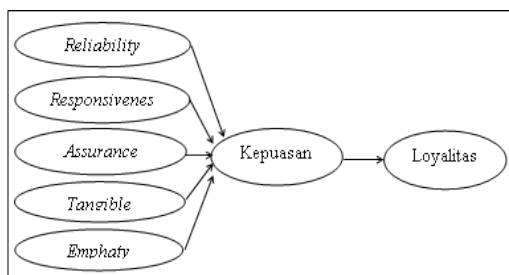 Reliability
Responsivenes
Assurance
Tangible
Emphaty
Kepuasan
Loyalitas